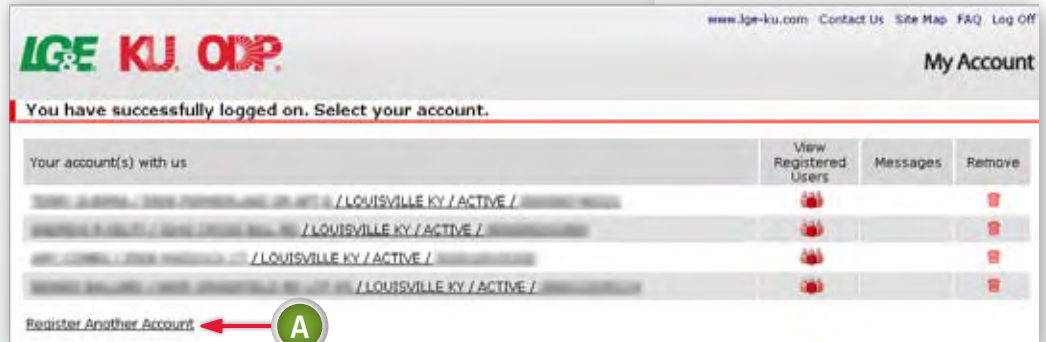 www.lge-ku.com Contact Us Site Map FAQ Log Off
LG&E KU. ODP.
My Account
You have successfully logged on. Select your account.
Your account(s) with us View Registered Users Messages Remove
/ LOUISVILLE KY / ACTIVE /
/ LOUISVILLE KY / ACTIVE /
/ LOUISVILLE KY / ACTIVE /
/ LOUISVILLE KY / ACTIVE /
Register Another Account A